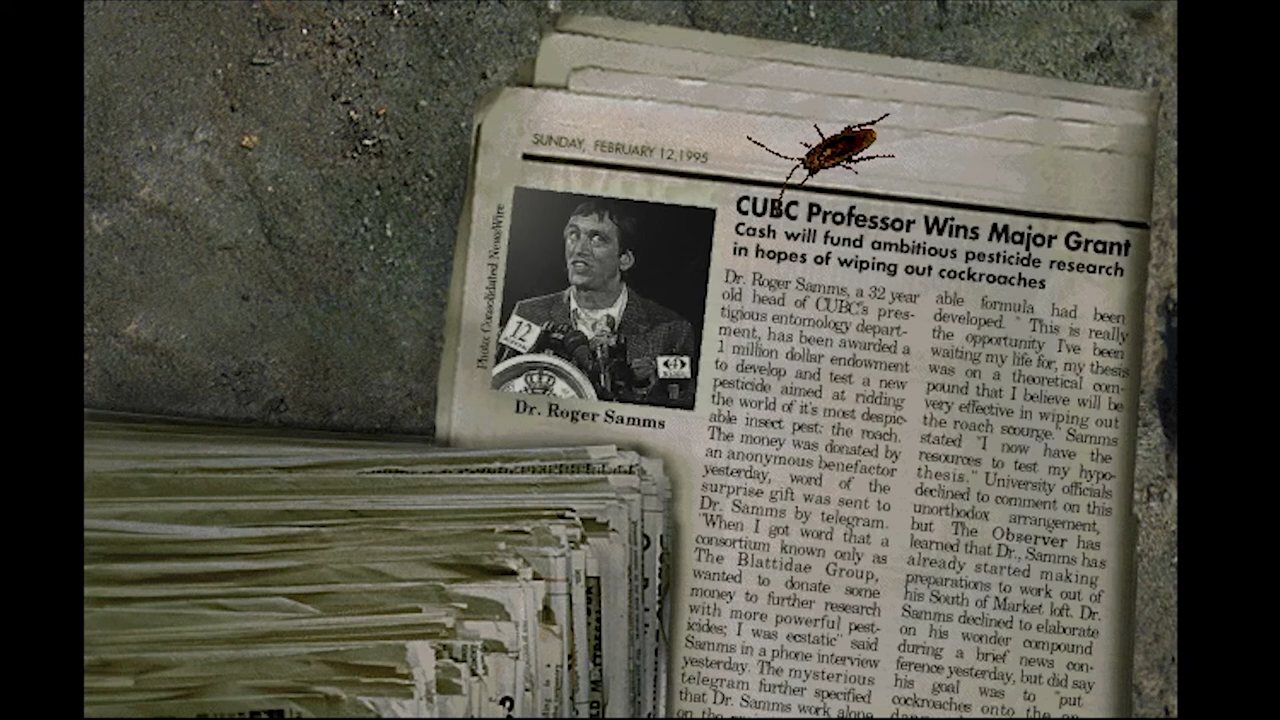 SUNDAY, FEBRUARY 12,1995
Photo: Consolidated NewsWire
12
Dr. Roger Samms
CUBC Professor Wins Major Grant
Cash will fund ambitious pesticide research
in hopes of wiping out cockroaches
Dr. Roger Samms, a 32 year
old head of CUBC's pres-
tigious entomology depart-
ment, has been awarded a
1 million dollar endowment
to develop and test a new
pesticide aimed at ridding
the world of it's most despic-
able insect pest: the roach.
The money was donated by
an anonymous benefactor
yesterday, word of the
surprise gift was sent to
Dr. Samms by telegram.
"When I got word that a
consortium known only as
The Blattidae Group,
wanted to donate some
money to further research
with more powerful pest-
icides; I was ecstatic" said
Samms in a phone interview
yesterday. The mysterious
telegram further specified
that Dr. Samms work alone
on the
able formula had been
developed. " This is really
the opportunity I've been
waiting my life for, my thesis
was on a theoretical com-
pound that I believe will be
very effective in wiping out
the roach scourge." Samms
stated "I now have the
resources to test my hypo-
thesis." University officials
declined to comment on this
unorthodox arrangement,
but The Observer has
learned that Dr., Samms has
already started making
preparations to work out of
his South of Market loft. Dr.
Samms declined to elaborate
on his wonder compound
during a brief news con-
ference yesterday, but did say
his goal was to "put
cockroaches onto the